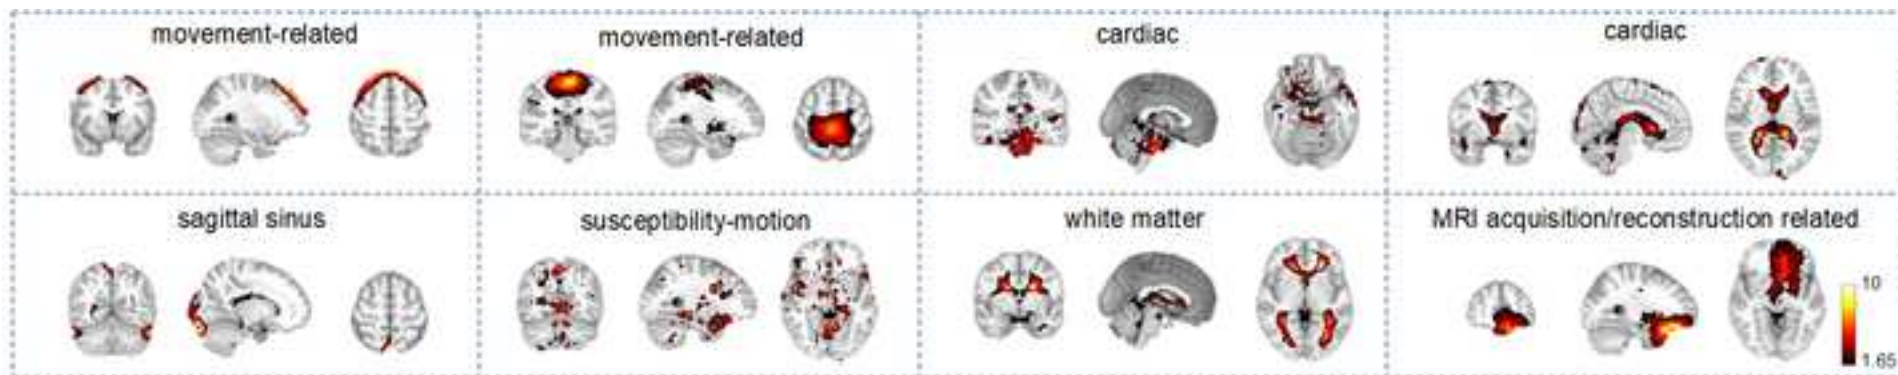 movement-related
movement-related
cardiac
cardiac
sagittal sinus
susceptibility-motion
white matter
MRI acquisition/reconstruction related
10
1.65